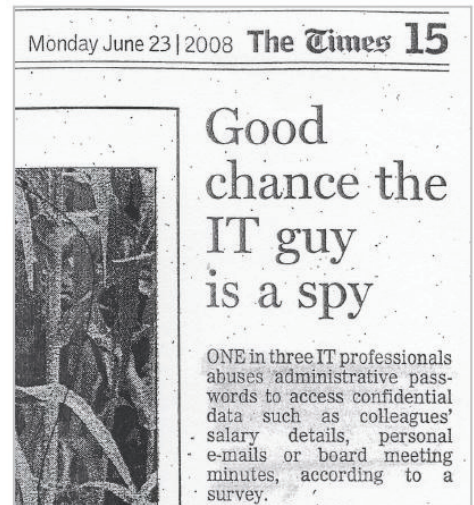 Monday June 23 | 2008 The Times 15
Good
chance the
IT guy
is a spy
ONE in three IT professionals
abuses administrative pass-
words to access confidential
data such as colleagues'
salary details, personal
e-mails or board meeting
minutes, according to a
survey.